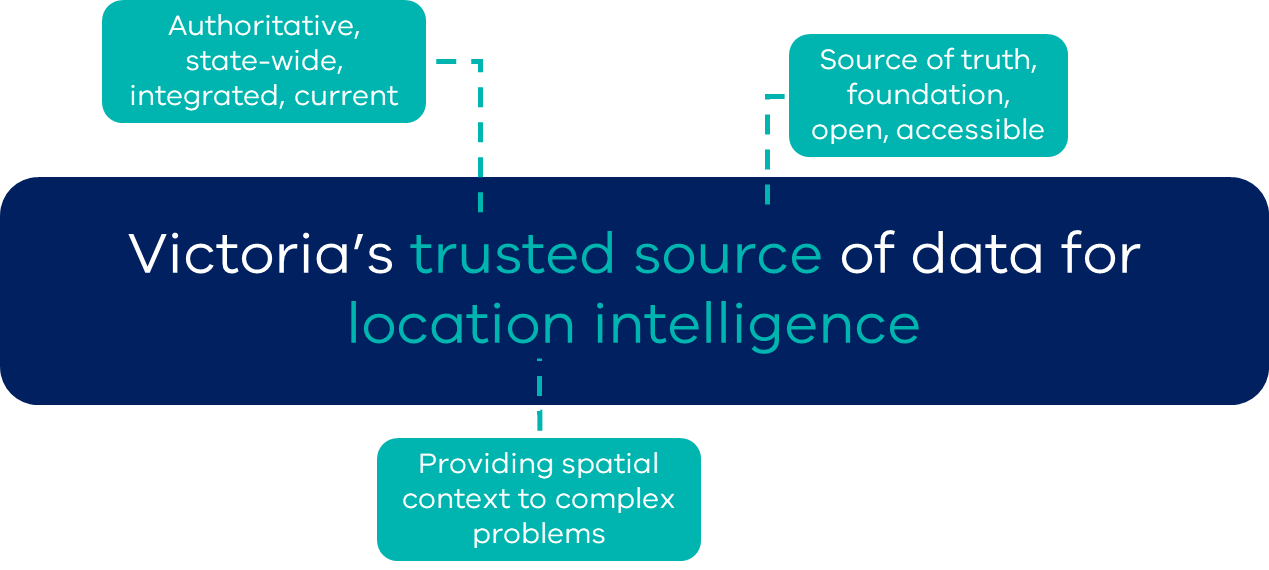 Authoritative,
state-wide,
integrated, current
Source of truth,
foundation,
open, accessible
Victoria’s trusted source of data for
location intelligence
Providing spatial
context to complex
problems